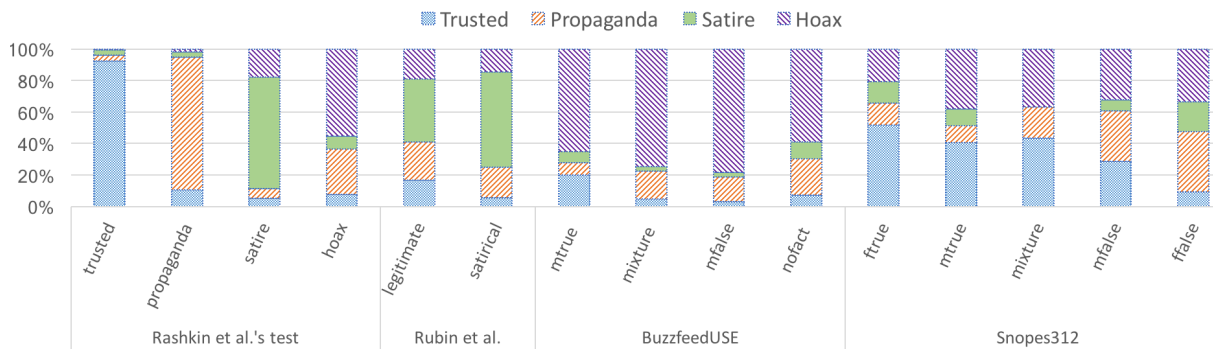 Trusted Propaganda Satire Hoax
100%
80%
60%
40%
20%
0%
trusted propaganda satire hoax legitimate satirical mtrue mixture mfalse nofact ftrue mtrue mixture mfalse ffalse
Rashkin et al.'s test Rubin et al. BuzzfeedUSE Snopes312